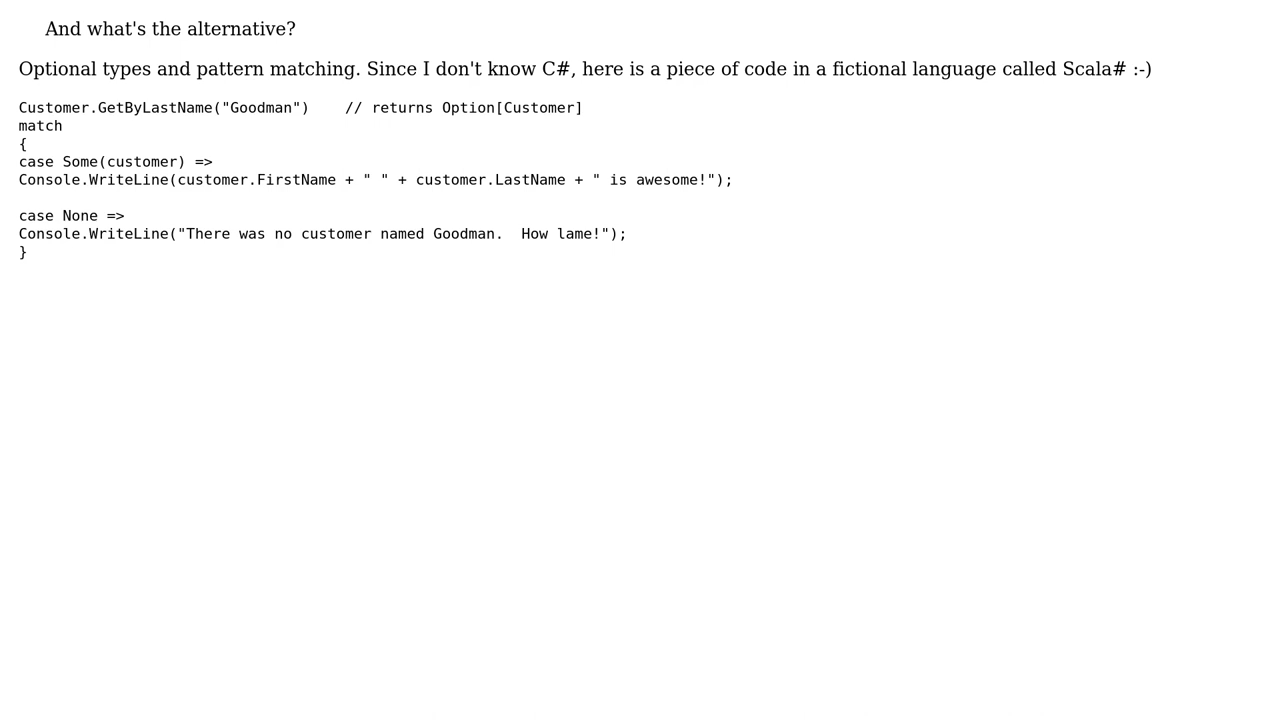 And what's the alternative?
Optional types and pattern matching. Since I don't know C#, here is a piece of code in a fictional language called Scala# :-)
Customer.GetByLastName("Goodman")    // returns Option[Customer]
match
{
case Some(customer) =>
Console.WriteLine(customer.FirstName + " " + customer.LastName + " is awesome!");
case None =>
Console.WriteLine("There was no customer named Goodman.  How lame!");
}